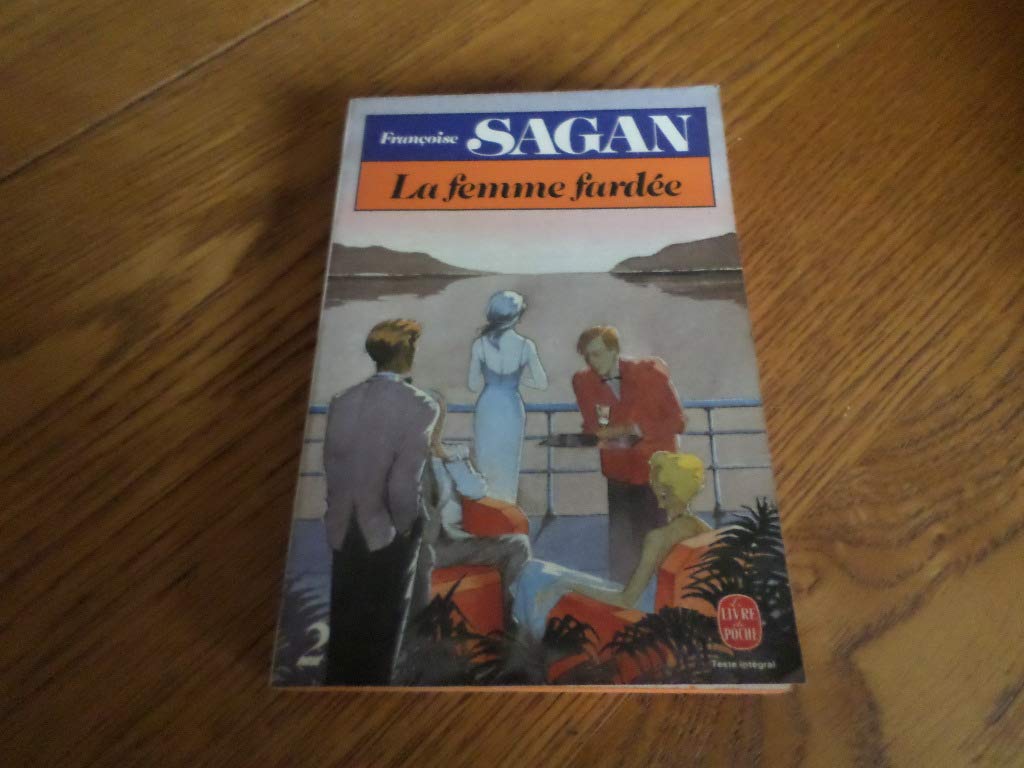 Françoise SAGAN
La femme fardée
2
Le
LIVRE
de
POCHE
Texte intégral